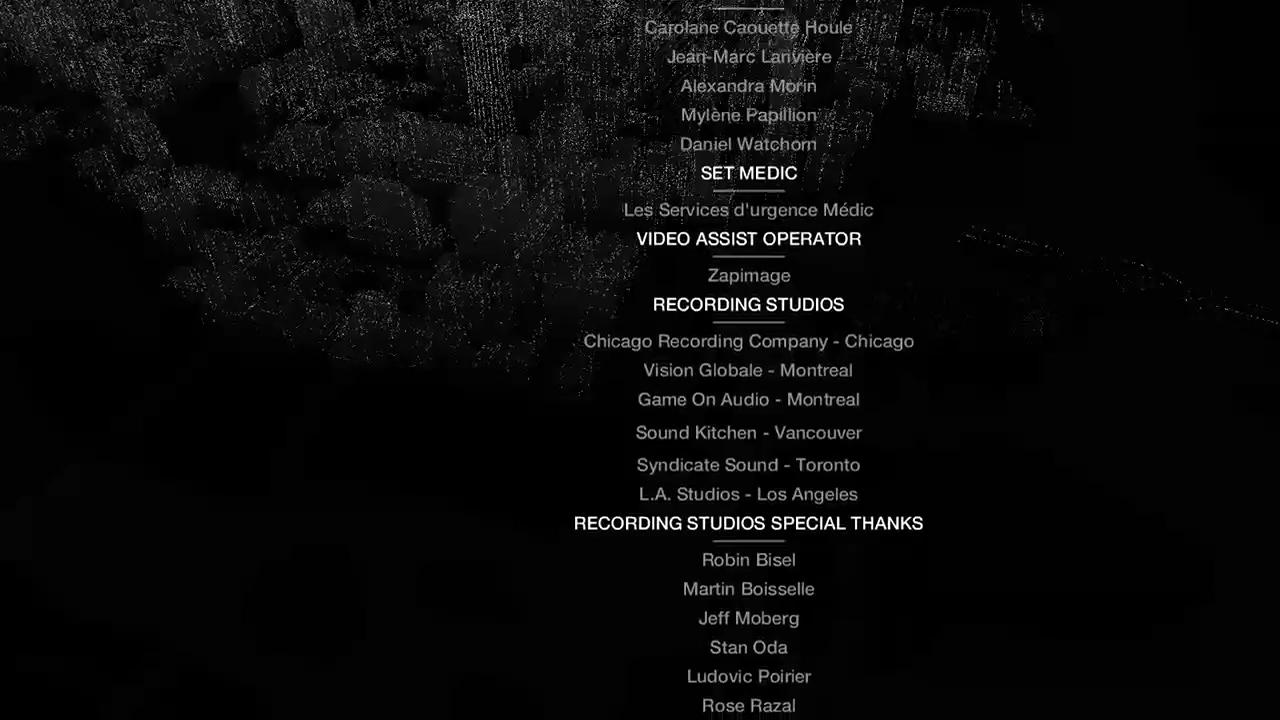 Carolane Caouette Houle
Jean-Marc Lanvière
Alexandra Morin
Mylène Papillion
Daniel Watchorn
SET MEDIC
Les Services d'urgence Médic
VIDEO ASSIST OPERATOR
Zapimage
RECORDING STUDIOS
Chicago Recording Company - Chicago
Vision Globale - Montreal
Game On Audio - Montreal
Sound Kitchen - Vancouver
Syndicate Sound - Toronto
L.A. Studios - Los Angeles
RECORDING STUDIOS SPECIAL THANKS
Robin Bisel
Martin Boisselle
Jeff Moberg
Stan Oda
Ludovic Poirier
Rose Razal